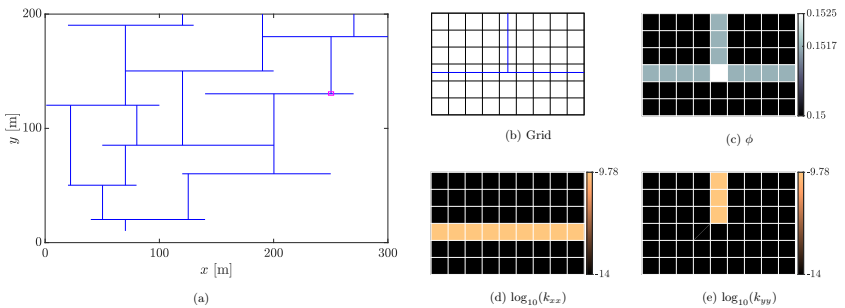 200
100
0
0
100
200
300
y [m]
x [m]
(a)
(b) Grid
0.1525
0.1517
0.15
(c) ϕ
-9.78
-14
(d) log₁₀(kₓₓ)
-9.78
-14
(e) log₁₀(k_yy)